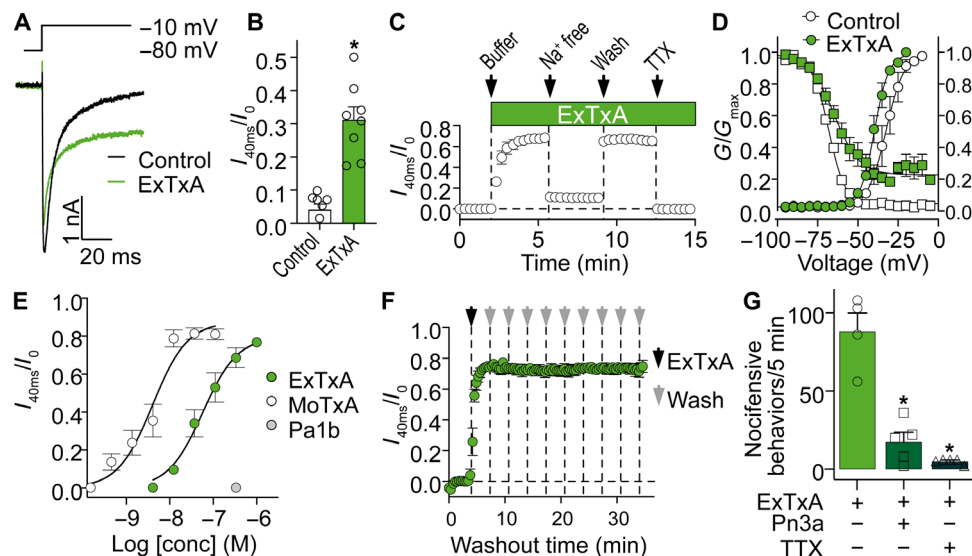 A
−10 mV
−80 mV
Control
ExTxA
1 nA
20 ms
B
*
0.5
0.4
0.3
0.2
0.1
0.0
I40ms/I0
Control
ExTxA
C
Buffer
Na+ free
Wash
TTX
ExTxA
0.8
0.6
0.4
0.2
0.0
I40ms/I0
0
5
10
15
Time (min)
D
Control
ExTxA
1.0
0.8
0.6
0.4
0.2
0.0
G/Gmax
1.0
0.8
0.6
0.4
0.2
0.0
−100
−75
−50
−25
0
Voltage (mV)
E
1.0
0.8
0.6
0.4
0.2
0.0
I40ms/I0
ExTxA
MoTxA
Pa1b
−9
−8
−7
−6
Log [conc] (M)
F
1.0
0.8
0.6
0.4
0.2
0.0
I40ms/I0
ExTxA
Wash
0
10
20
30
Washout time (min)
G
100
50
0
Nocifensive
behaviors/5 min
*
*
ExTxA + + +
Pn3a − + −
TTX − − +